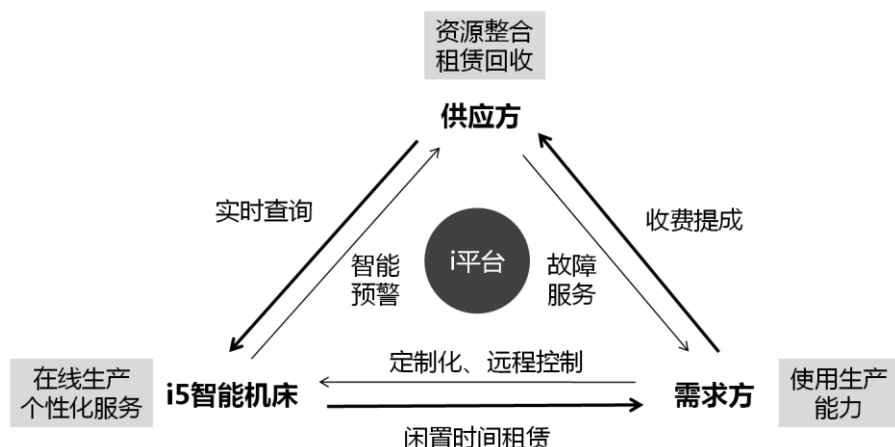 资源整合
租赁回收
供应方
实时查询
收费提成
智能
预警
i平台
故障
服务
定制化、远程控制
在线生产
个性化服务
i5智能机床
需求方
使用生产
能力
闲置时间租赁